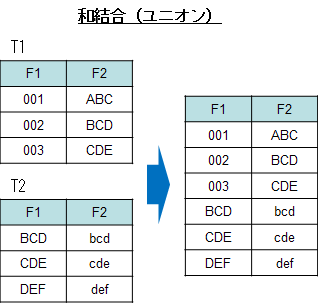 和結合（ユニオン）
T1
F1 F2
001 ABC
002 BCD
003 CDE
T2
F1 F2
BCD bcd
CDE cde
DEF def
F1 F2
001 ABC
002 BCD
003 CDE
BCD bcd
CDE cde
DEF def